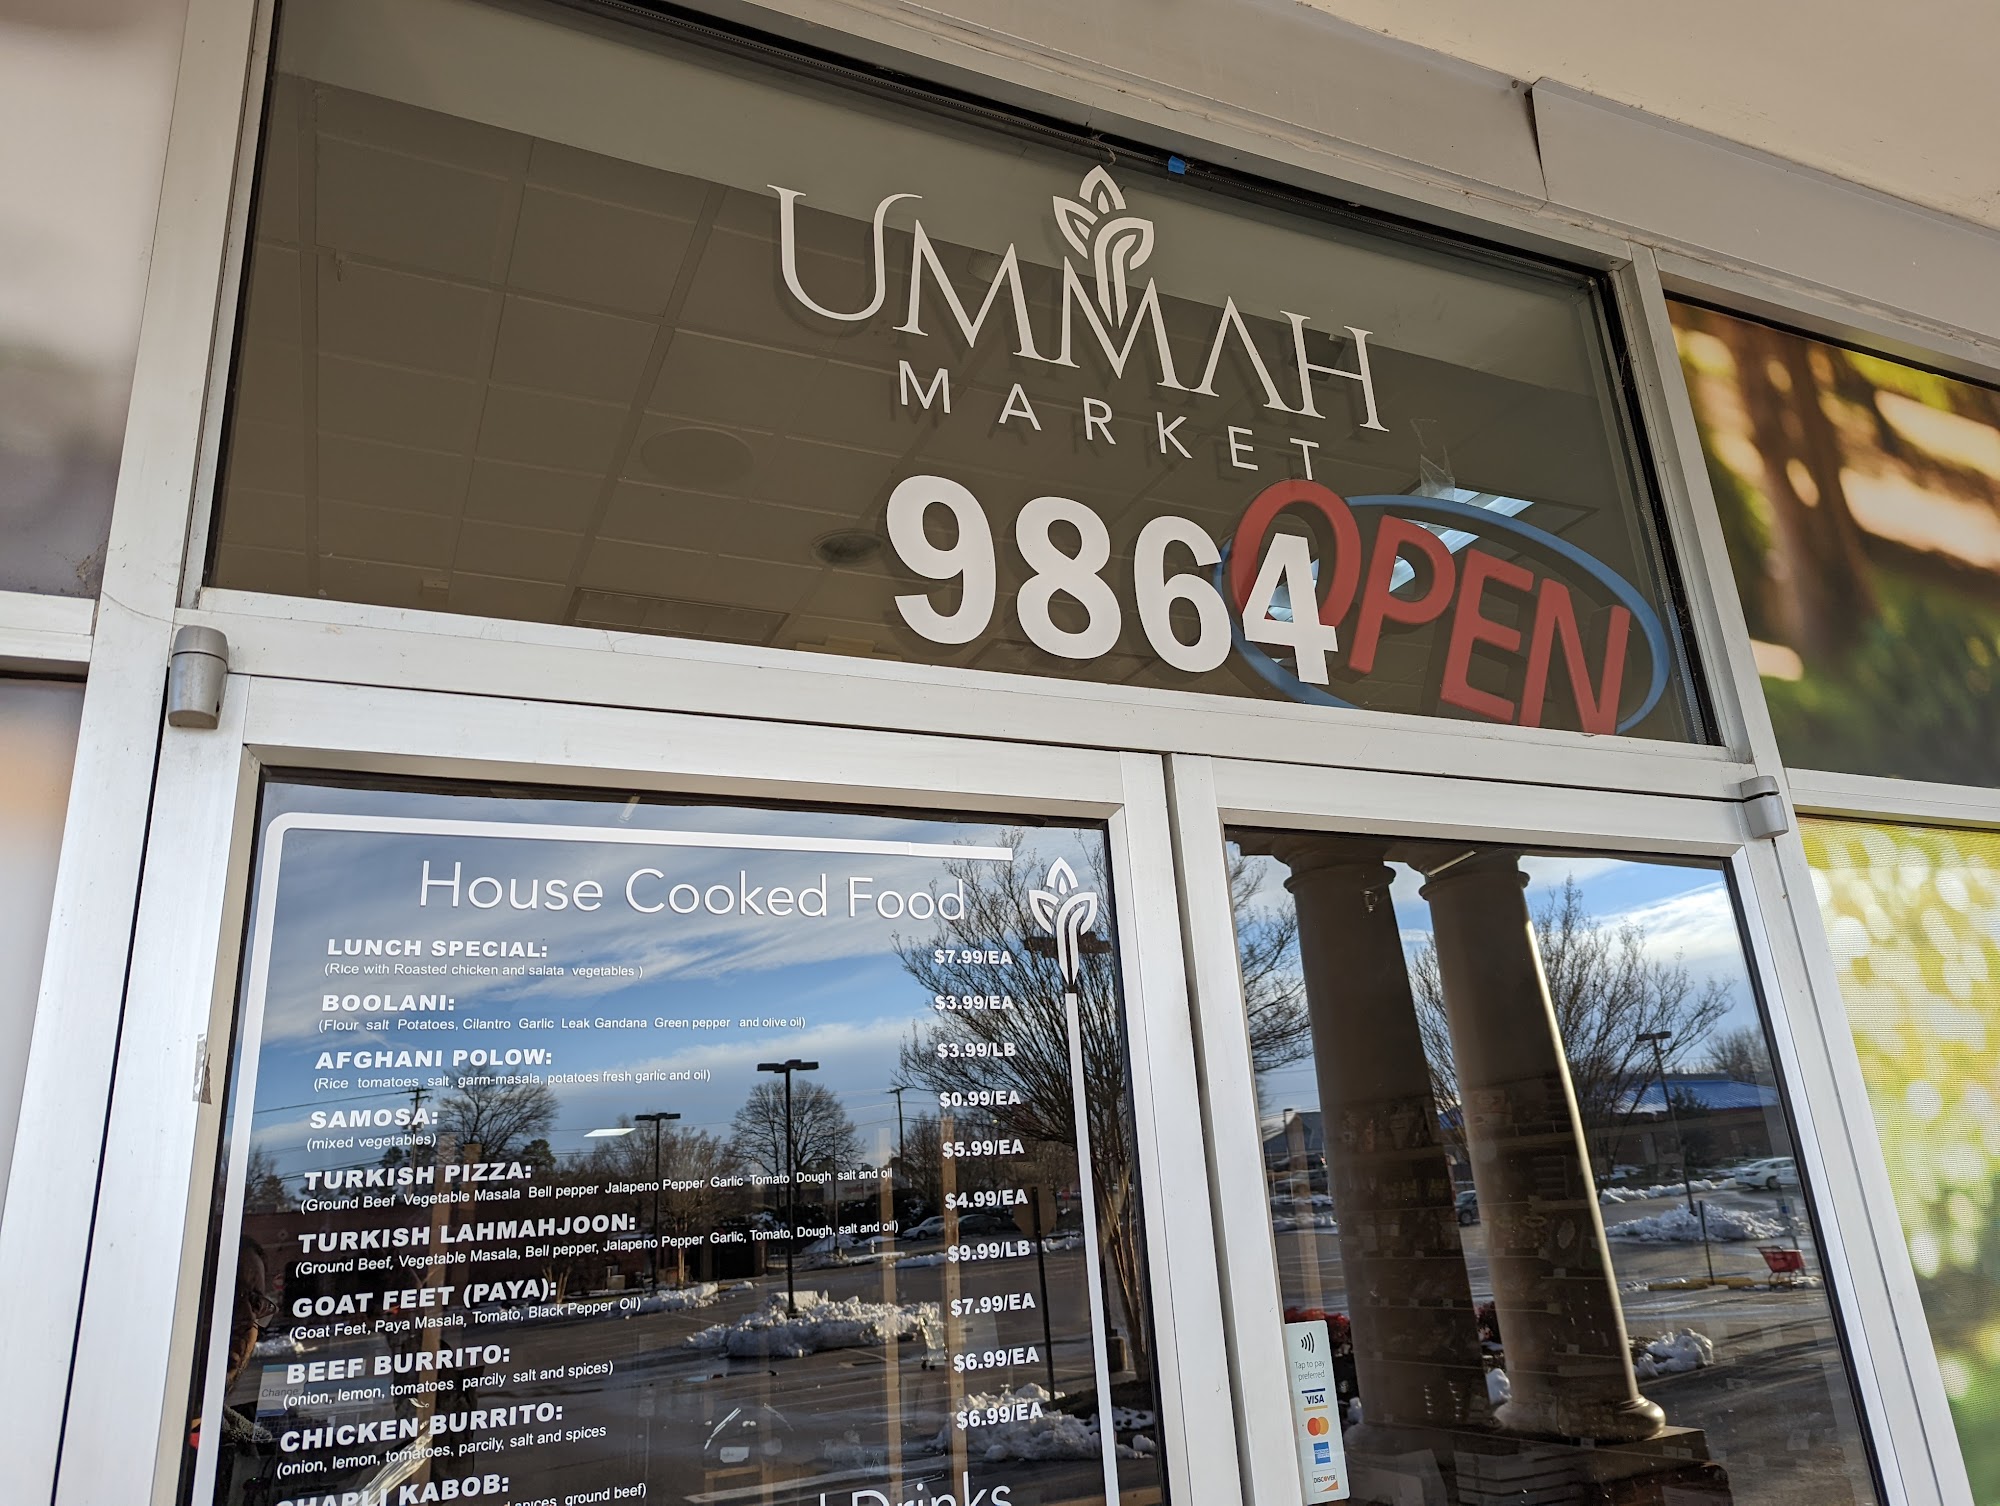 UMMAH
MARKET
9864
OPEN
House Cooked Food
LUNCH SPECIAL: $7.99/EA
(Rice with Roasted chicken and salata vegetables )
BOOLANI: $3.99/EA
(Flour salt Potatoes, Cilantro Garlic Leak Gandana Green pepper and olive oil)
AFGHANI POLOW: $3.99/LB
(Rice tomatoes salt, garm-masala, potatoes fresh garlic and oil)
SAMOSA: $0.99/EA
(mixed vegetables)
TURKISH PIZZA: $5.99/EA
(Ground Beef Vegetable Masala Bell pepper Jalapeno Pepper Garlic Tomato Dough salt and oil
TURKISH LAHMAHJOON: $4.99/EA
(Ground Beef, Vegetable Masala, Bell pepper, Jalapeno Pepper Garlic, Tomato, Dough, salt and oil)
GOAT FEET (PAYA): $9.99/LB
(Goat Feet, Paya Masala, Tomato, Black Pepper Oil)
BEEF BURRITO: $7.99/EA
(onion, lemon, tomatoes parcily salt and spices)
CHICKEN BURRITO: $6.99/EA
(onion, lemon, tomatoes, parcily, salt and spices
KABOB: $6.99/EA
ground beef)
Drinks
Tap to pay
preferred
VISA
DISCOVER